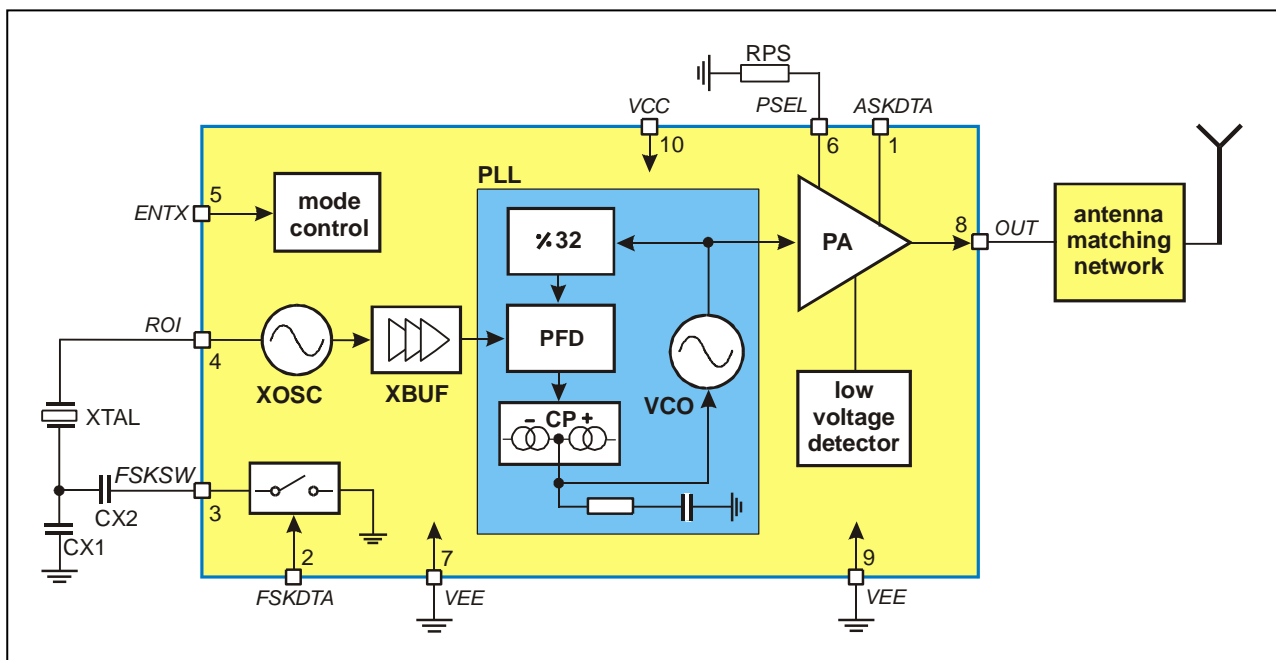 RPS
VCC
PSEL
ASKDTA
10
6
1
PLL
5
ENTX
mode
control
٪32
PA
8
OUT
antenna
matching
network
ROI
4
PFD
XOSC
XBUF
VCO
low
voltage
detector
- CP +
XTAL
FSKSW
3
CX2
CX1
2
7
9
FSKDTA
VEE
VEE